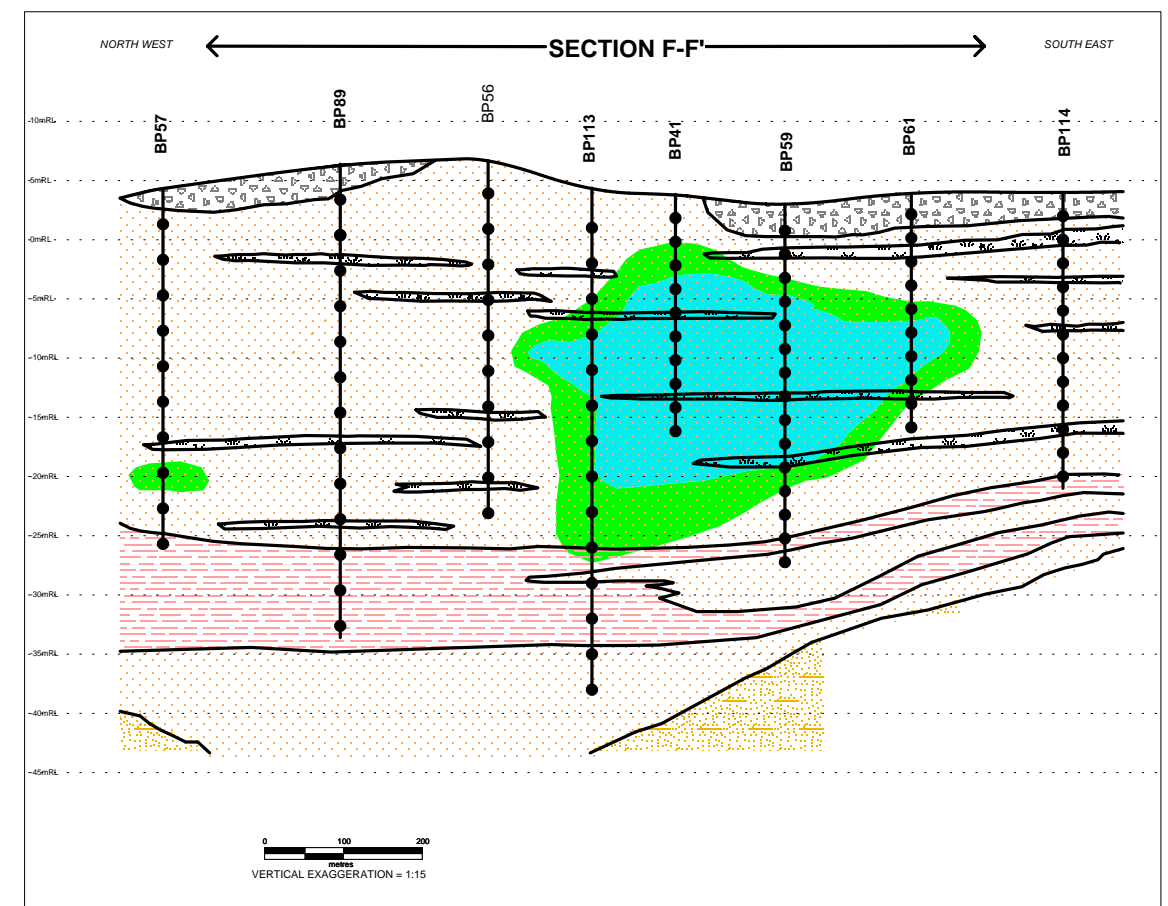 NORTH WEST
SECTION F-F'
SOUTH EAST
BP57
BP89
BP56
BP113
BP41
BP59
BP61
BP114
10mRL
5mRL
0mRL
-5mRL
-10mRL
-15mRL
-20mRL
-25mRL
-30mRL
-35mRL
-40mRL
-45mRL
0 100 200
metres
VERTICAL EXAGGERATION = 1:15